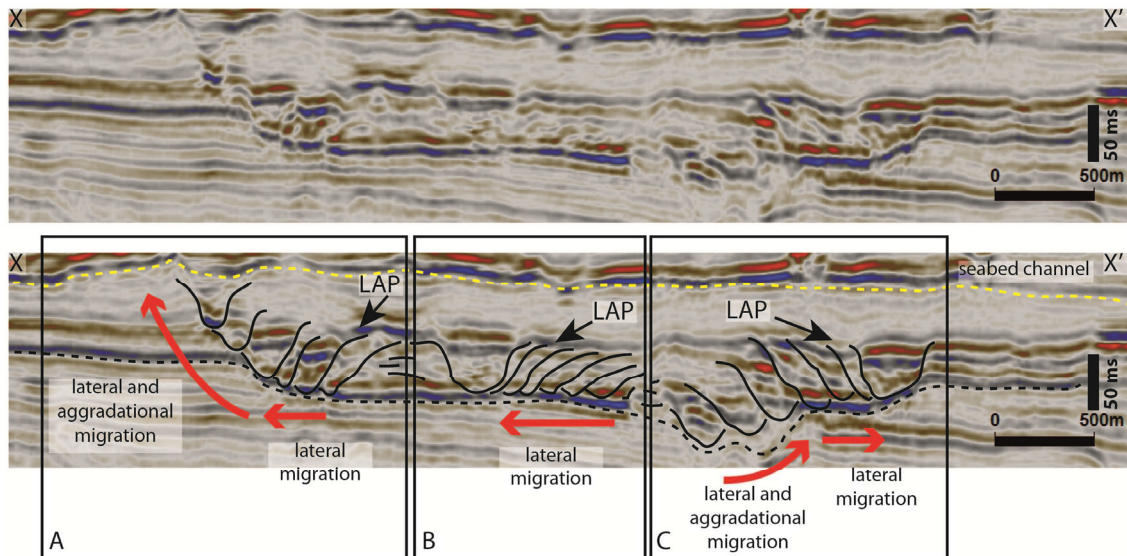 X
X'
50 ms
0
500m
X
X'
seabed channel
LAP
LAP
LAP
50 ms
0
500m
lateral and
aggradational
migration
lateral
migration
lateral
migration
lateral and
aggradational
migration
lateral
migration
A
B
C